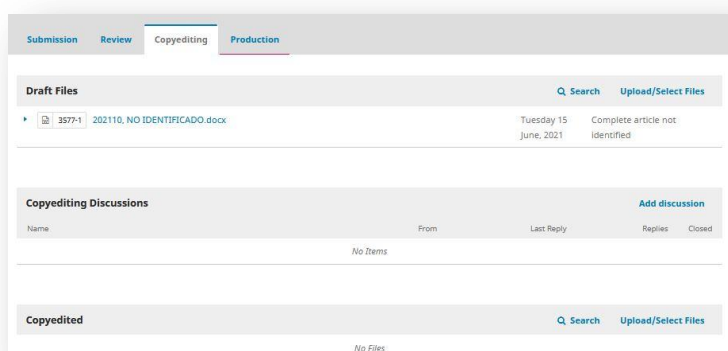 Submission Review Copyediting Production
Draft Files Search Upload/Select Files
3577-1 202110, NO IDENTIFICADO.docx Tuesday 15 June, 2021 Complete article not identified
Copyediting Discussions Add discussion
Name From Last Reply Replies Closed
No Items
Copyedited Search Upload/Select Files
No Files